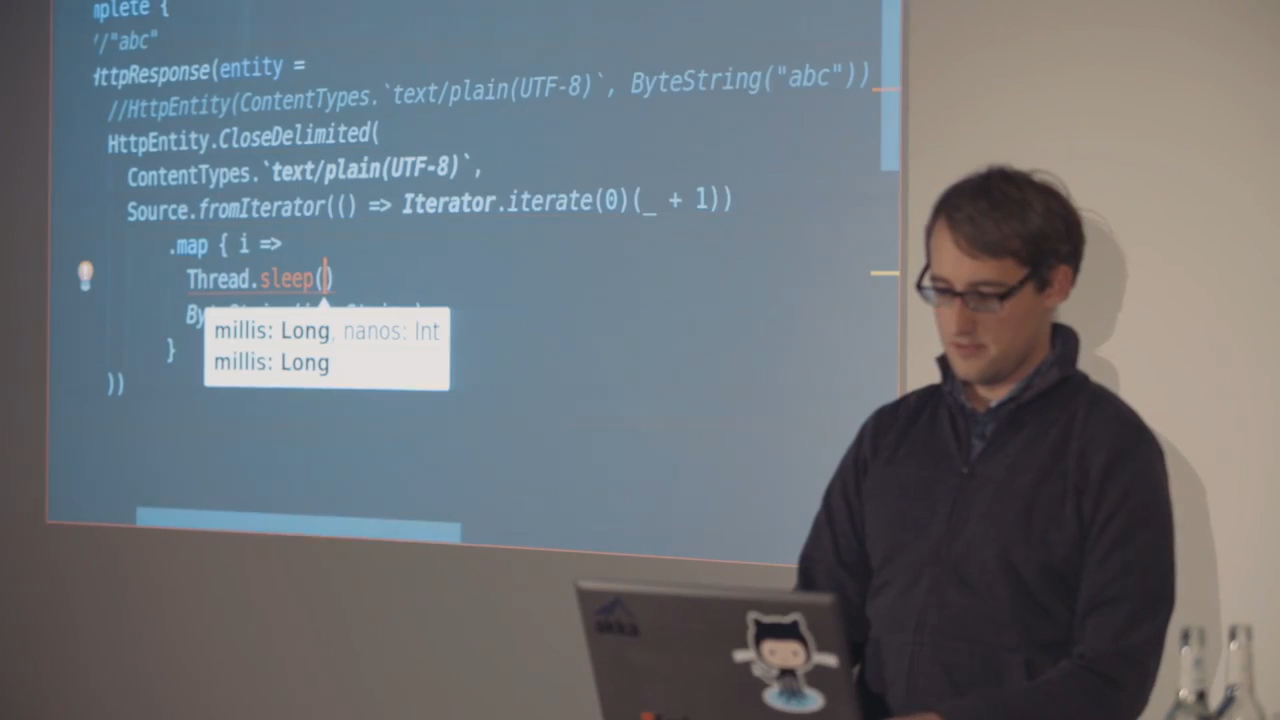 mplete {
/"abc"
HttpResponse(entity =
//HttpEntity(ContentTypes.`text/plain(UTF-8)`, ByteString("abc"))
HttpEntity.CloseDelimited(
ContentTypes.`text/plain(UTF-8)`,
Source.fromIterator(() => Iterator.iterate(0)(_ + 1))
.map { i =>
Thread.sleep()
By
millis: Long, nanos: Int
millis: Long
}
))
akka